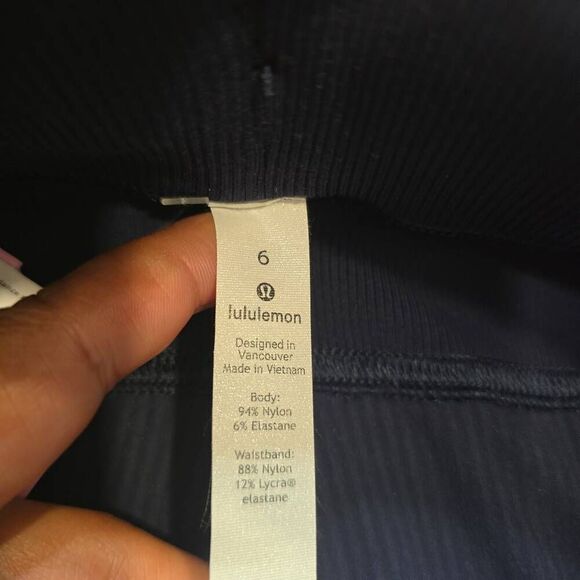 6
lululemon
Designed in
Vancouver
Made in Vietnam
Body:
94% Nylon
6% Elastane
Waistband:
88% Nylon
12% Lycra®
elastane